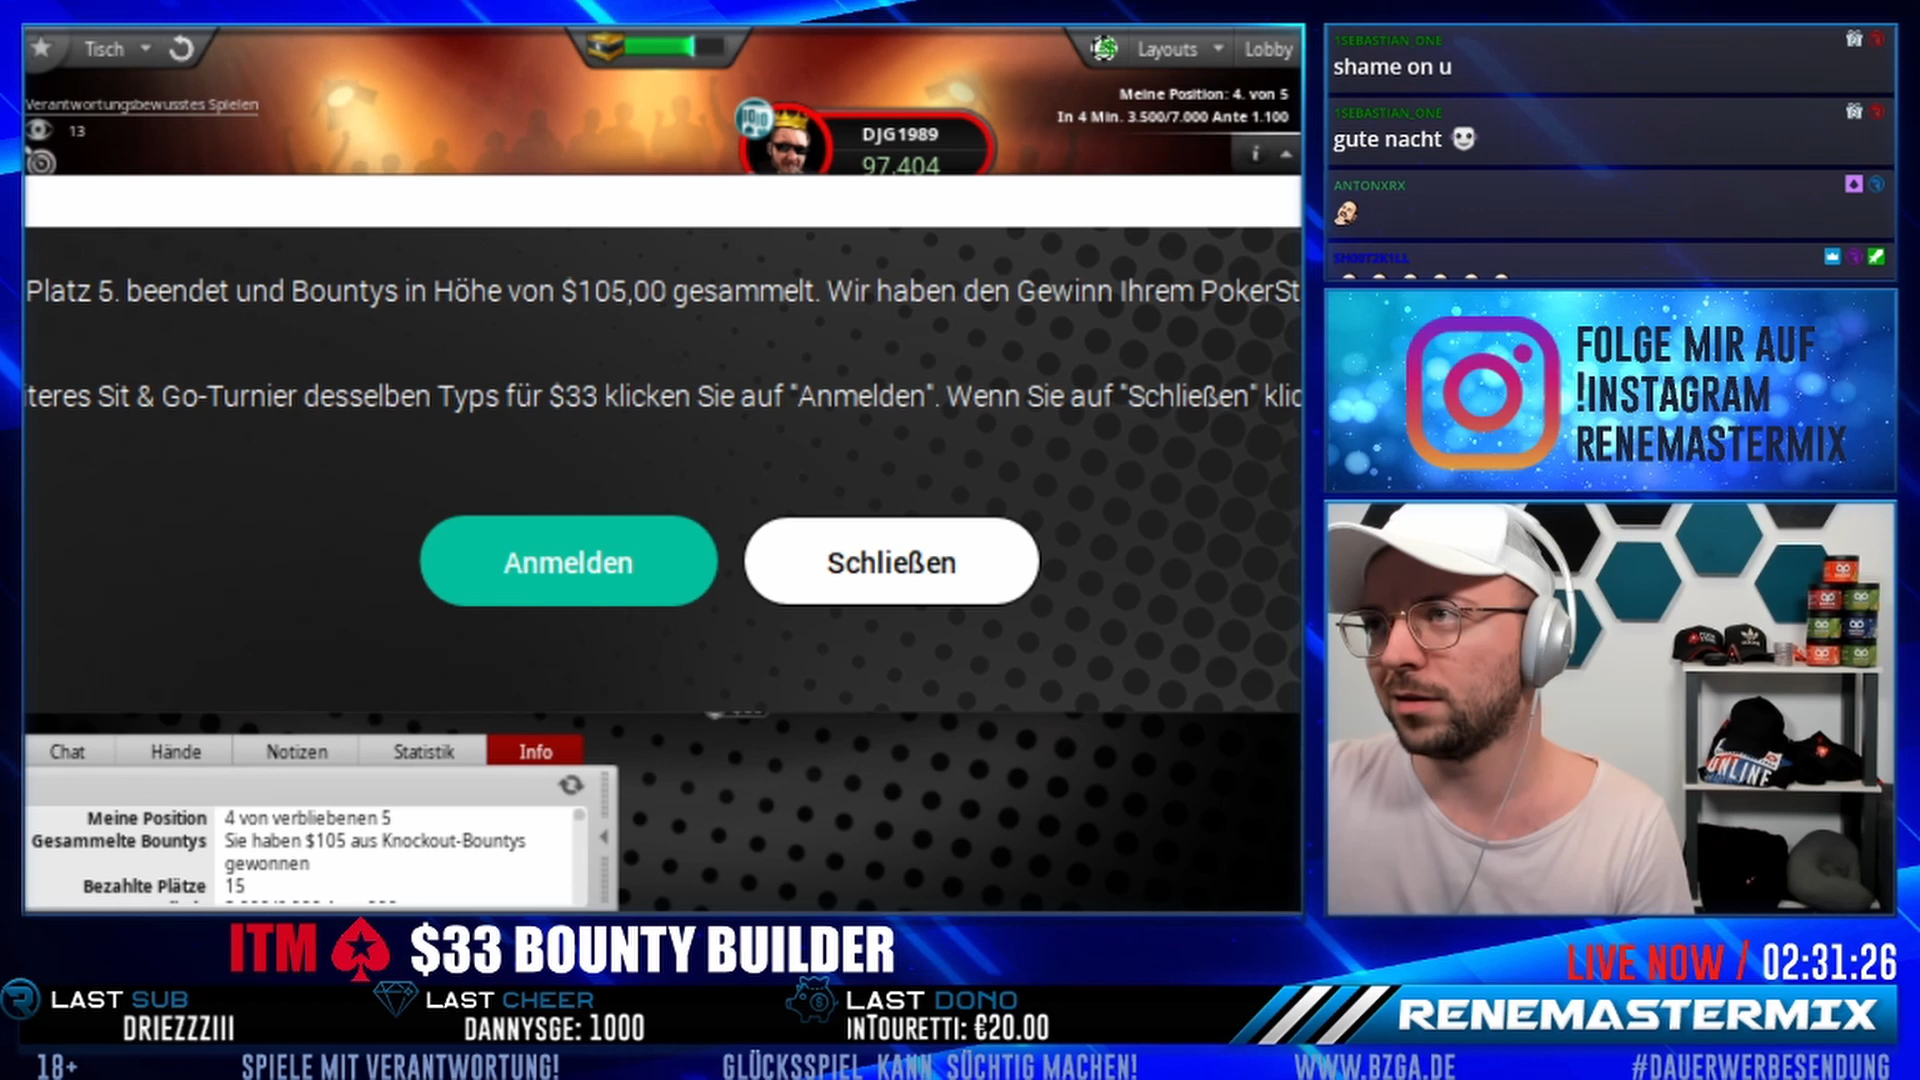 Tisch
Layouts
Lobby
Verantwortungsbewusstes Spielen
13
Meine Position: 4. von 5
In 4 Min. 3.500/7.000 Ante 1.100
DJG1989
97.404
Platz 5. beendet und Bountys in Höhe von $105,00 gesammelt. Wir haben den Gewinn Ihrem PokerSt
iteres Sit & Go-Turnier desselben Typs für $33 klicken Sie auf "Anmelden". Wenn Sie auf "Schließen" klic
Anmelden
Schließen
Chat
Hände
Notizen
Statistik
Info
Meine Position 4 von verbliebenen 5
Gesammelte Bountys Sie haben $105 aus Knockout-Bountys
gewonnen
Bezahlte Plätze 15
1SEBASTIAN_ONE
shame on u
1SEBASTIAN_ONE
gute nacht
ANTONXRX
SH00T2K1LL
FOLGE MIR AUF
!INSTAGRAM
RENEMASTERMIX
ONLINE
ITM $33 BOUNTY BUILDER
LIVE NOW / 02:31:26
LAST SUB
DRIEZZZIII
LAST CHEER
DANNYSGE: 1000
LAST DONO
INTOURETTI: €20.00
RENEMASTERMIX
18+ SPIELE MIT VERANTWORTUNG! GLÜCKSSPIEL KANN SÜCHTIG MACHEN! WWW.BZGA.DE #DAUERWERBESENDUNG